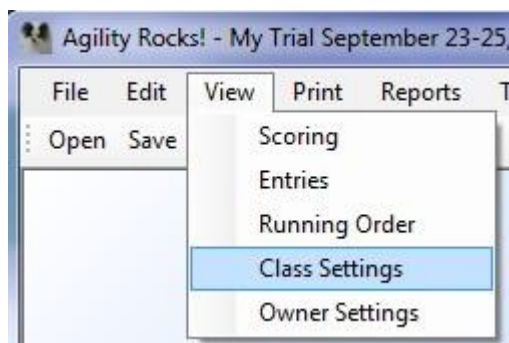 Agility Rocks! - My Trial September 23-25,
File Edit View Print Reports T
Open Save
Scoring
Entries
Running Order
Class Settings
Owner Settings